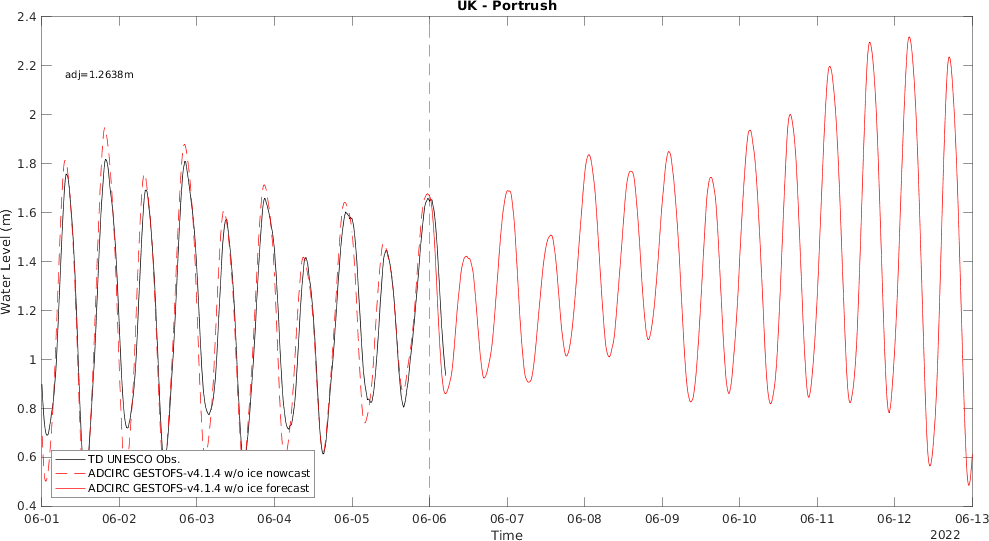 UK - Portrush
2.4
2.2
2
1.8
1.6
1.4
1.2
1
0.8
0.6
0.4
Water Level (m)
adj=1.2638m
TD UNESCO Obs.
ADCIRC GESTOFS-v4.1.4 w/o ice nowcast
ADCIRC GESTOFS-v4.1.4 w/o ice forecast
06-01 06-02 06-03 06-04 06-05 06-06 06-07 06-08 06-09 06-10 06-11 06-12 06-13
Time
2022